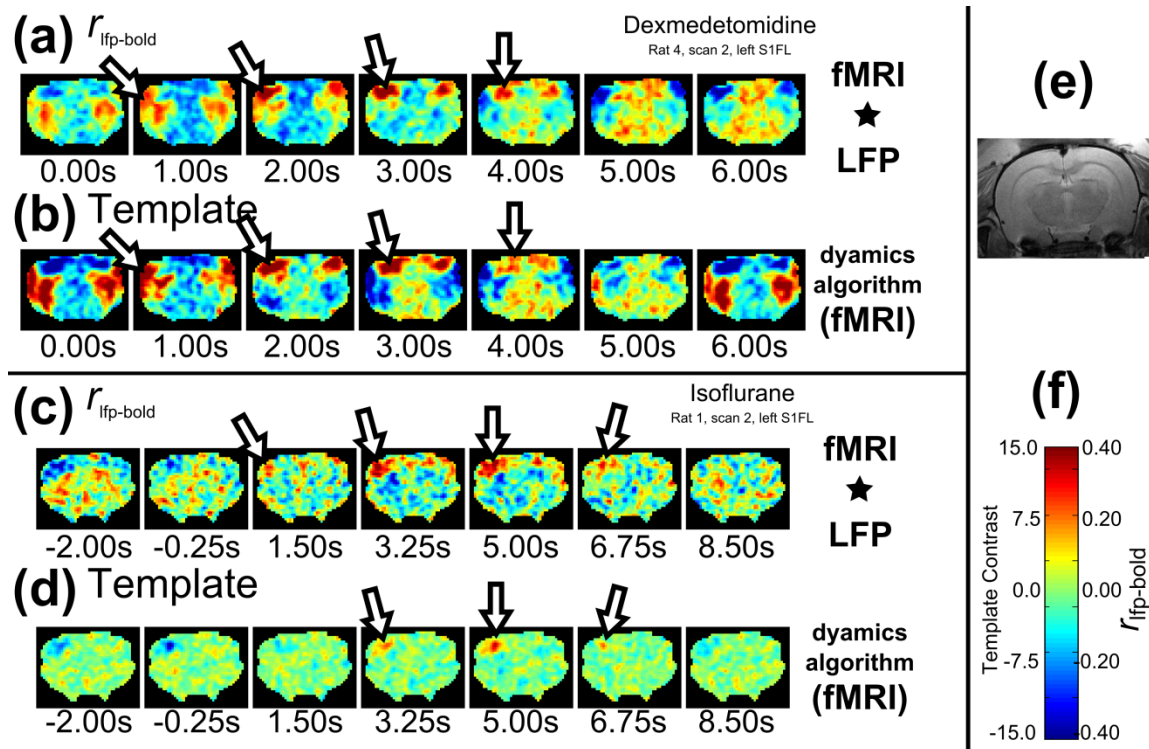 (a) r lfp-bold
Dexmedetomidine
Rat 4, scan 2, left S1FL
fMRI
★
LFP
0.00s 1.00s 2.00s 3.00s 4.00s 5.00s 6.00s
(b) Template
dyamics
algorithm
(fMRI)
0.00s 1.00s 2.00s 3.00s 4.00s 5.00s 6.00s
(c) r lfp-bold
Isoflurane
Rat 1, scan 2, left S1FL
fMRI
★
LFP
-2.00s -0.25s 1.50s 3.25s 5.00s 6.75s 8.50s
(d) Template
dyamics
algorithm
(fMRI)
-2.00s -0.25s 1.50s 3.25s 5.00s 6.75s 8.50s
(e)
(f)
15.0 0.40
7.5 0.20
0.0 0.00
-7.5 0.20
-15.0 0.40
Template Contrast
r lfp-bold